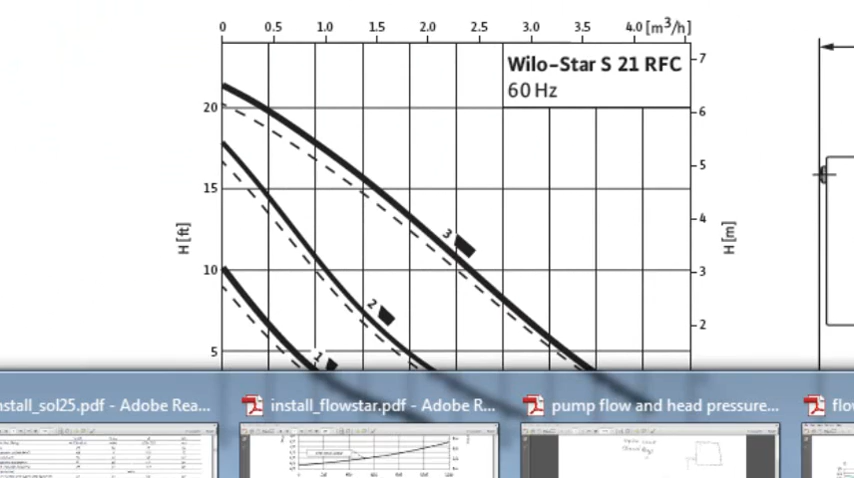 0 0.5 1.0 1.5 2.0 2.5 3.0 3.5 4.0 [m³/h]
Wilo-Star S 21 RFC
60 Hz
20
15
10
5
H [ft]
7
6
5
4
3
2
H [m]
3
2
1
nstall_sol25.pdf - Adobe Rea...
install_flowstar.pdf - Adobe R...
pump flow and head pressure...
flov